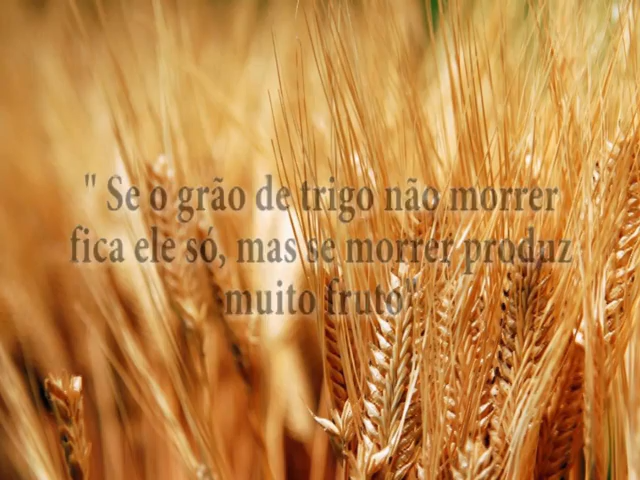 " Se o grão de trigo não morrer
fica ele só, mas se morrer produz
muito fruto"